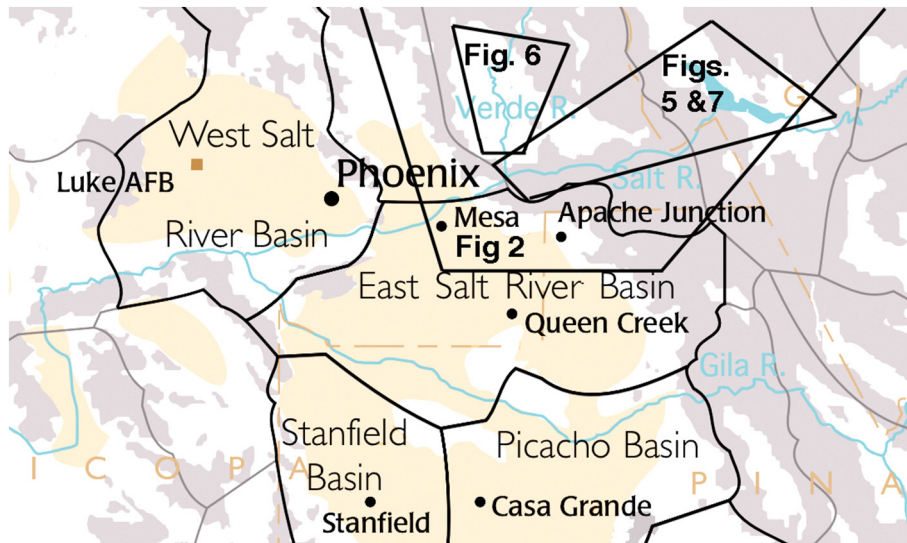 Fig. 6
Figs.
5 &7
G
Verde R.
West Salt
Luke AFB
Phoenix
Salt R.
Mesa
Apache Junction
River Basin
Fig 2
East Salt River Basin
Queen Creek
Gila R.
Stanfield
Basin
Picacho Basin
I C O P A
P I N A
Stanfield
Casa Grande